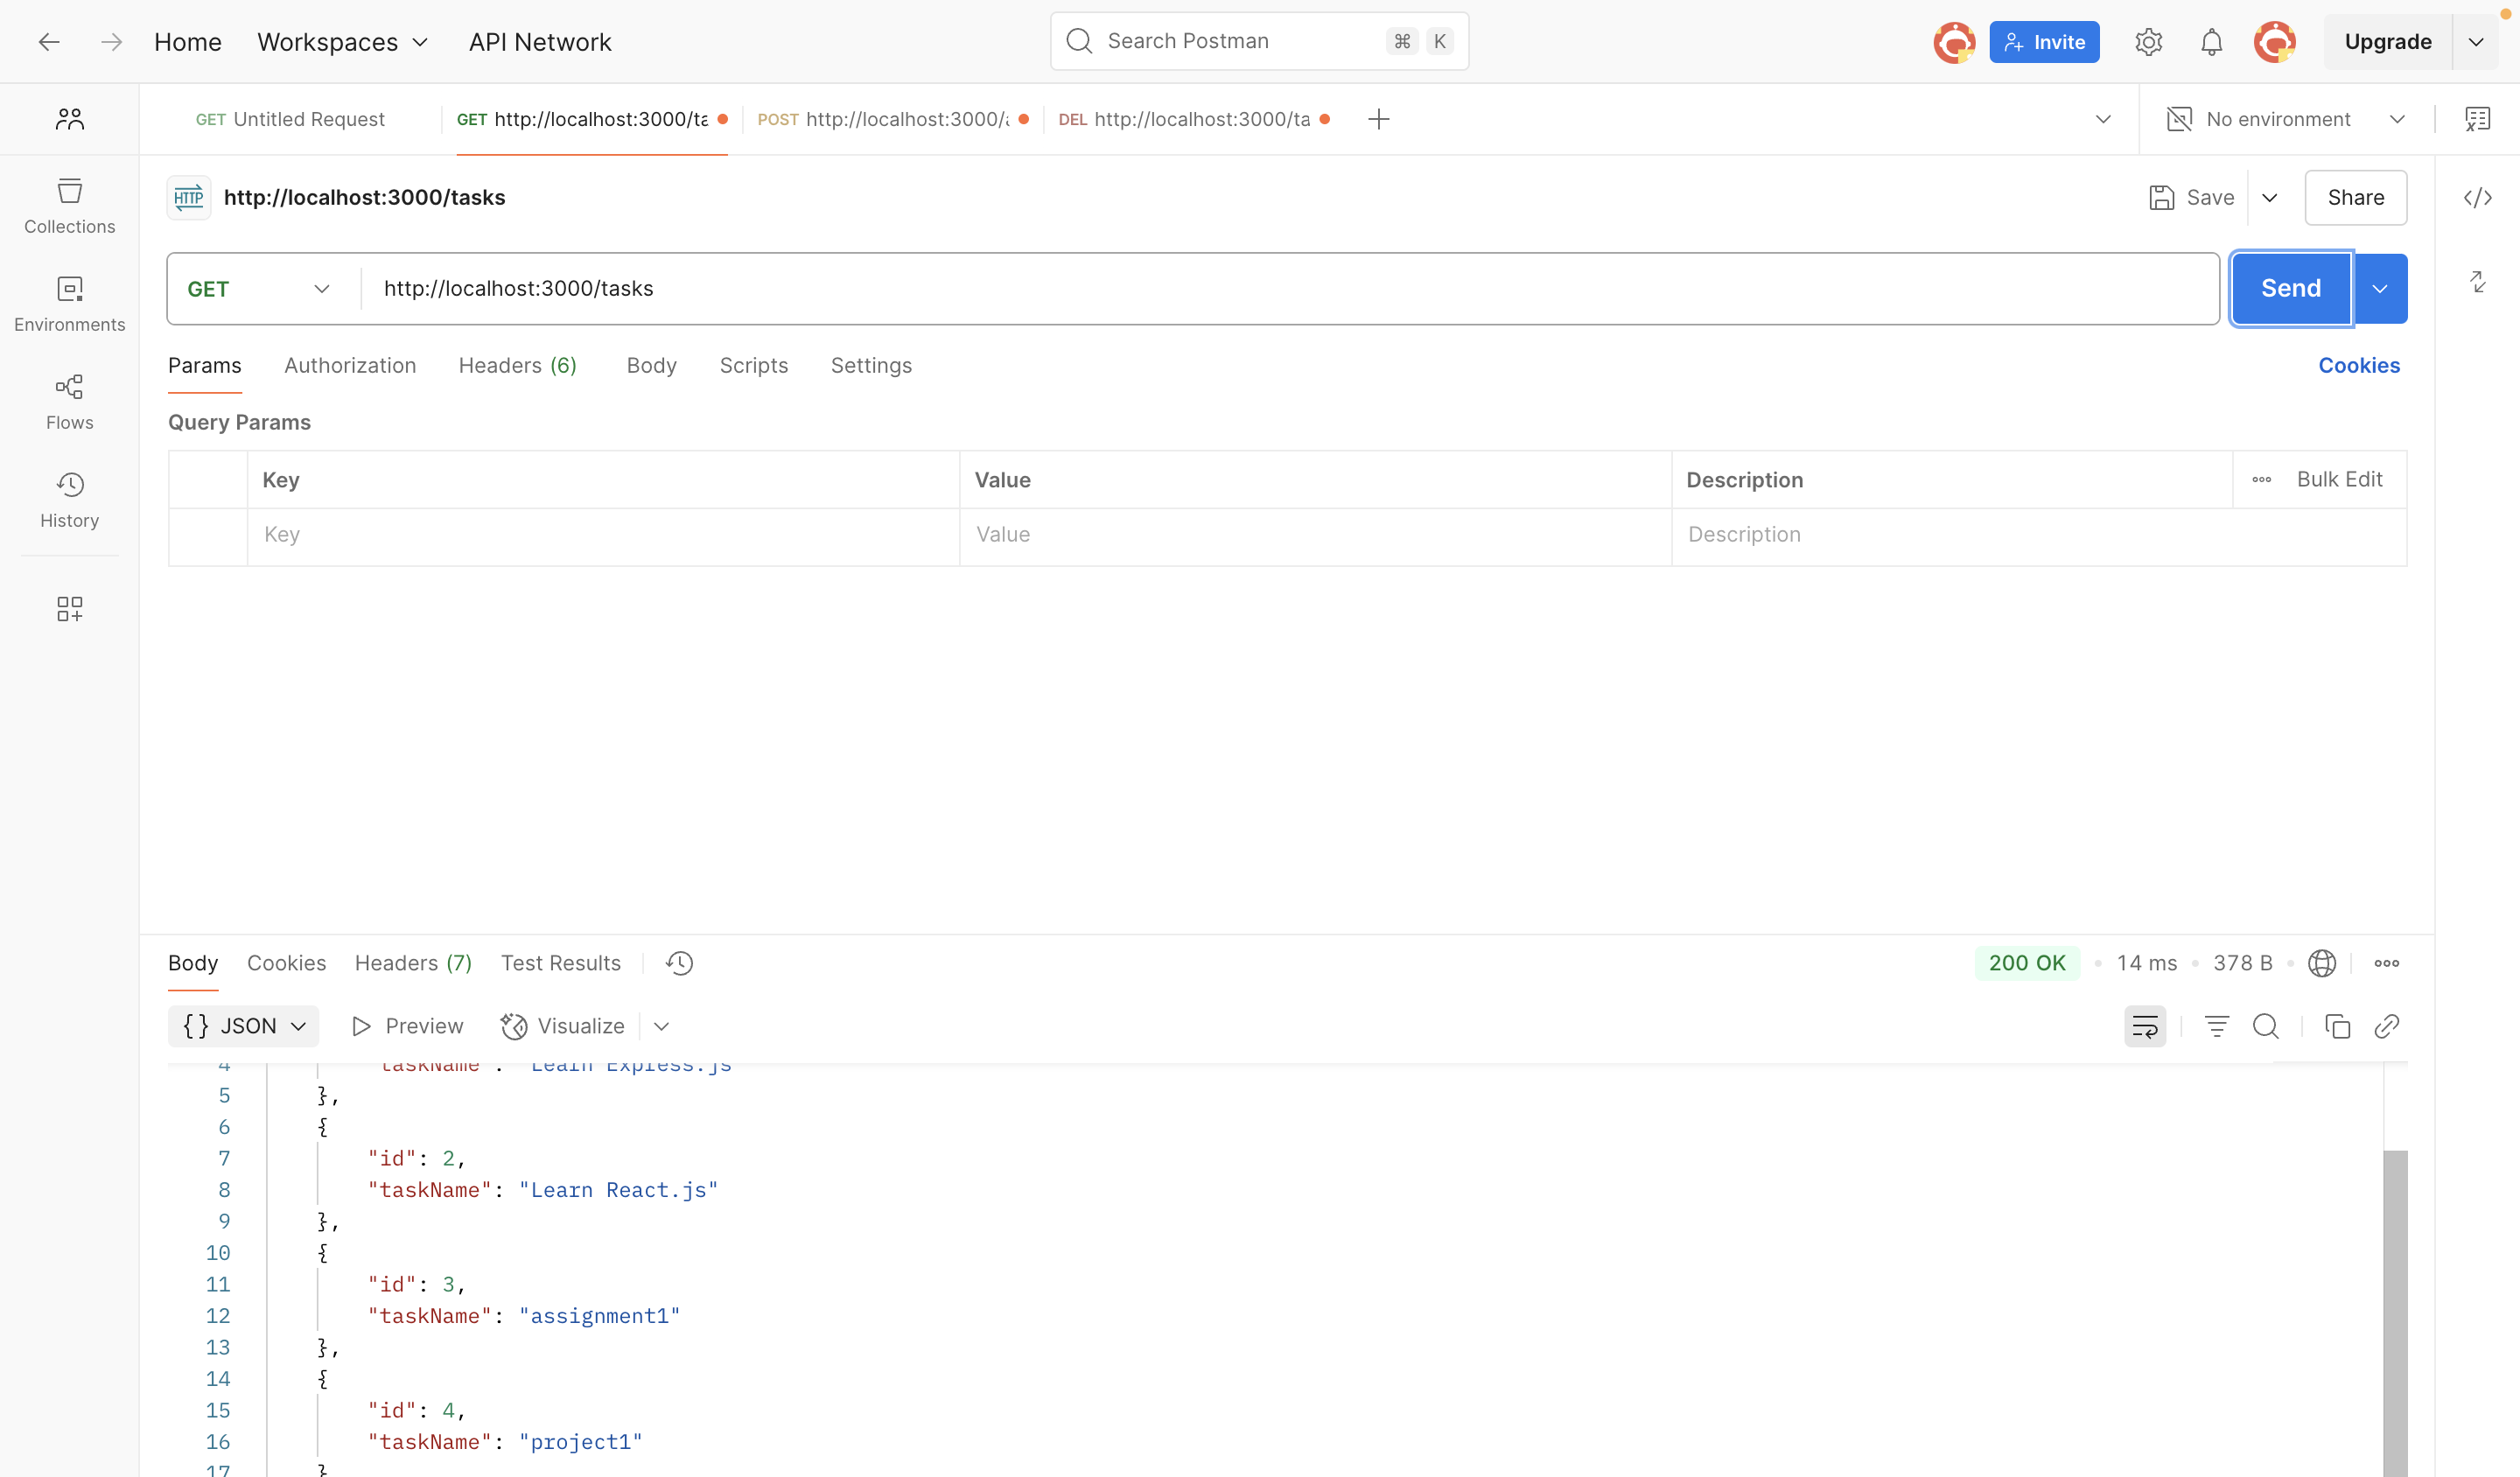 Home Workspaces API Network Search Postman ⌘ K Invite Upgrade
GET Untitled Request GET http://localhost:3000/ta POST http://localhost:3000/a DEL http://localhost:3000/ta No environment
Collections
Environments
Flows
History
HTTP http://localhost:3000/tasks Save Share
GET http://localhost:3000/tasks Send
Params Authorization Headers (6) Body Scripts Settings Cookies
Query Params
Key Value Description Bulk Edit
Key Value Description
Body Cookies Headers (7) Test Results 200 OK 14 ms 378 B
{ } JSON Preview Visualize
4 "taskName": "Learn Express.js"
5 },
6 {
7 "id": 2,
8 "taskName": "Learn React.js"
9 },
10 {
11 "id": 3,
12 "taskName": "assignment1"
13 },
14 {
15 "id": 4,
16 "taskName": "project1"
17 }